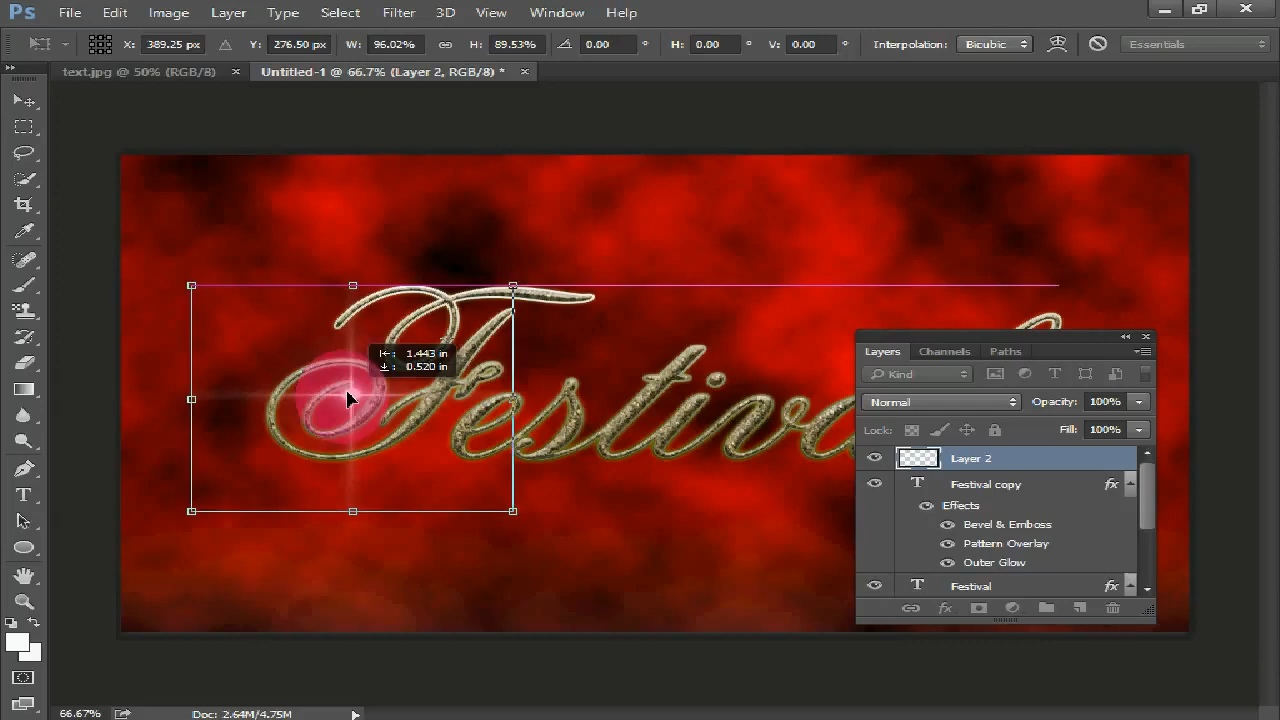 Ps File Edit Image Layer Type Select Filter 3D View Window Help
X: 389.25 px Y: 276.50 px W: 96.02% H: 89.53% 0.00 ° H: 0.00 ° V: 0.00 ° Interpolation: Bicubic Essentials
text.jpg @ 50% (RGB/8) × Untitled-1 @ 66.7% (Layer 2, RGB/8) * ×
1.443 in
0.520 in
Festiva
Layers Channels Paths
Kind
Normal Opacity: 100%
Lock: Fill: 100%
Layer 2
T Festival copy fx
Effects
Bevel & Emboss
Pattern Overlay
Outer Glow
T Festival fx
fx
66.67% Doc: 2.64M/4.75M